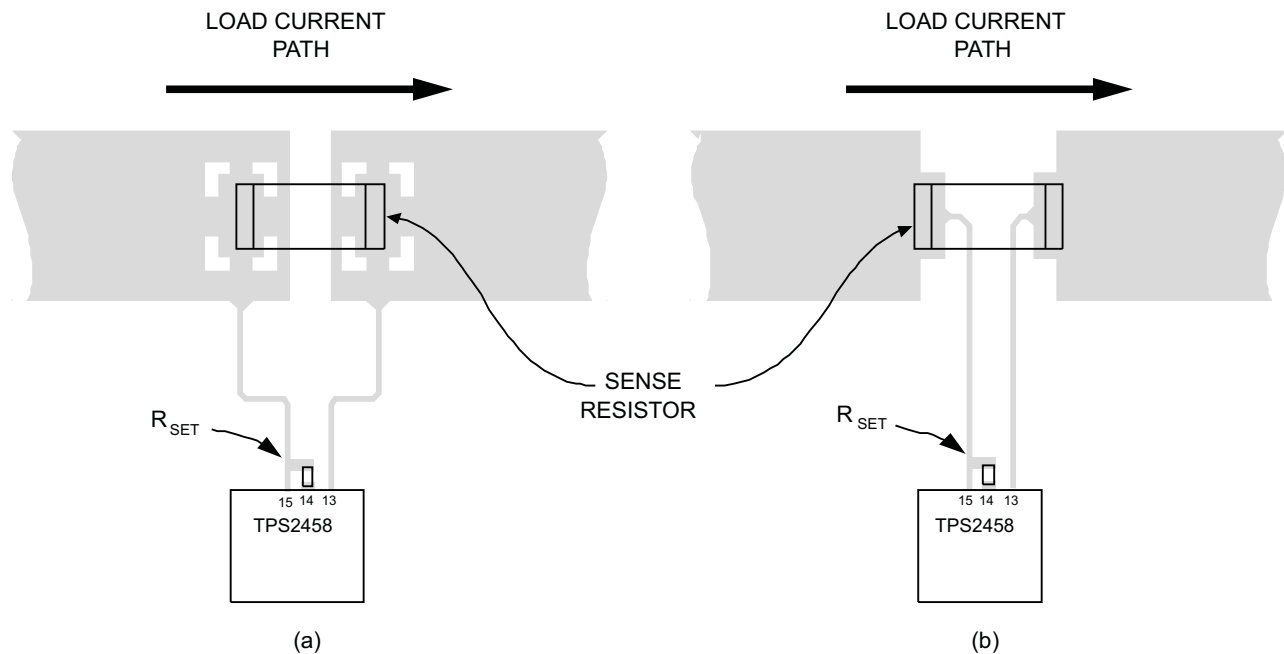 LOAD CURRENT
PATH
LOAD CURRENT
PATH
SENSE
RESISTOR
R SET
R SET
15 14 13
TPS2458
15 14 13
TPS2458
(a)
(b)